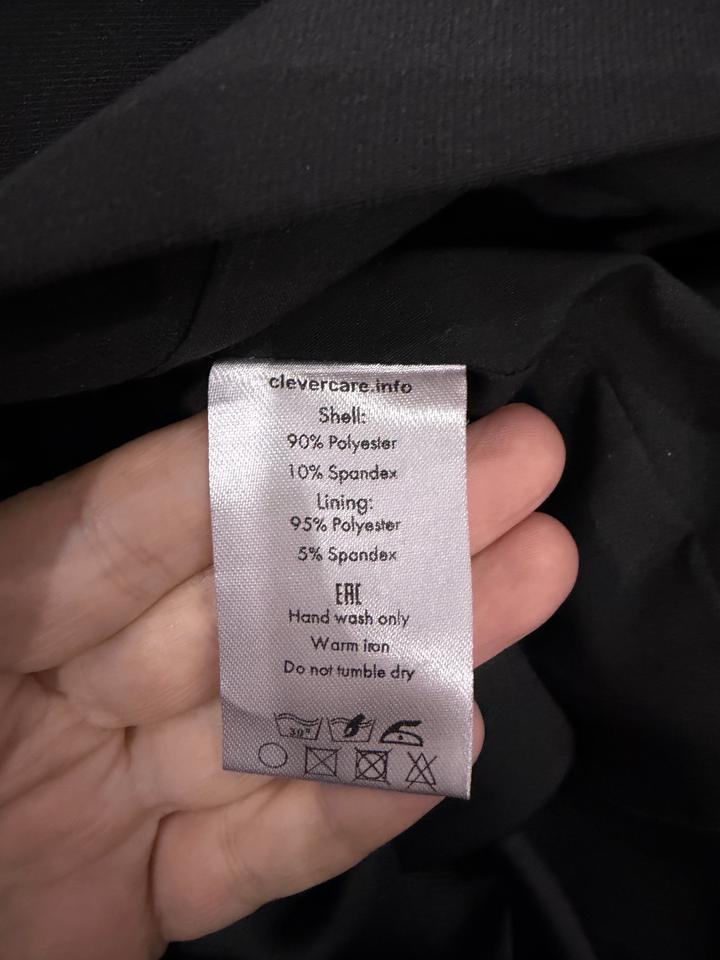 clevercare.info
Shell:
90% Polyester
10% Spandex
Lining:
95% Polyester
5% Spandex
EAC
Hand wash only
Warm iron
Do not tumble dry
30°